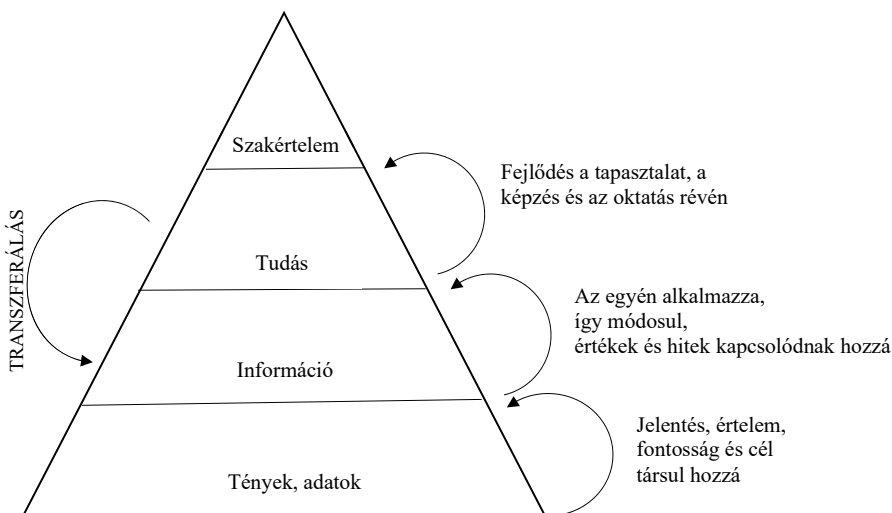 Szakértelem
Fejlődés a tapasztalat, a
képzés és az oktatás révén
TRANSZFERÁLÁS
Tudás
Az egyén alkalmazza,
így módosul,
értékek és hitek kapcsolódnak hozzá
Információ
Jelentés, értelem,
fontosság és cél
társul hozzá
Tények, adatok